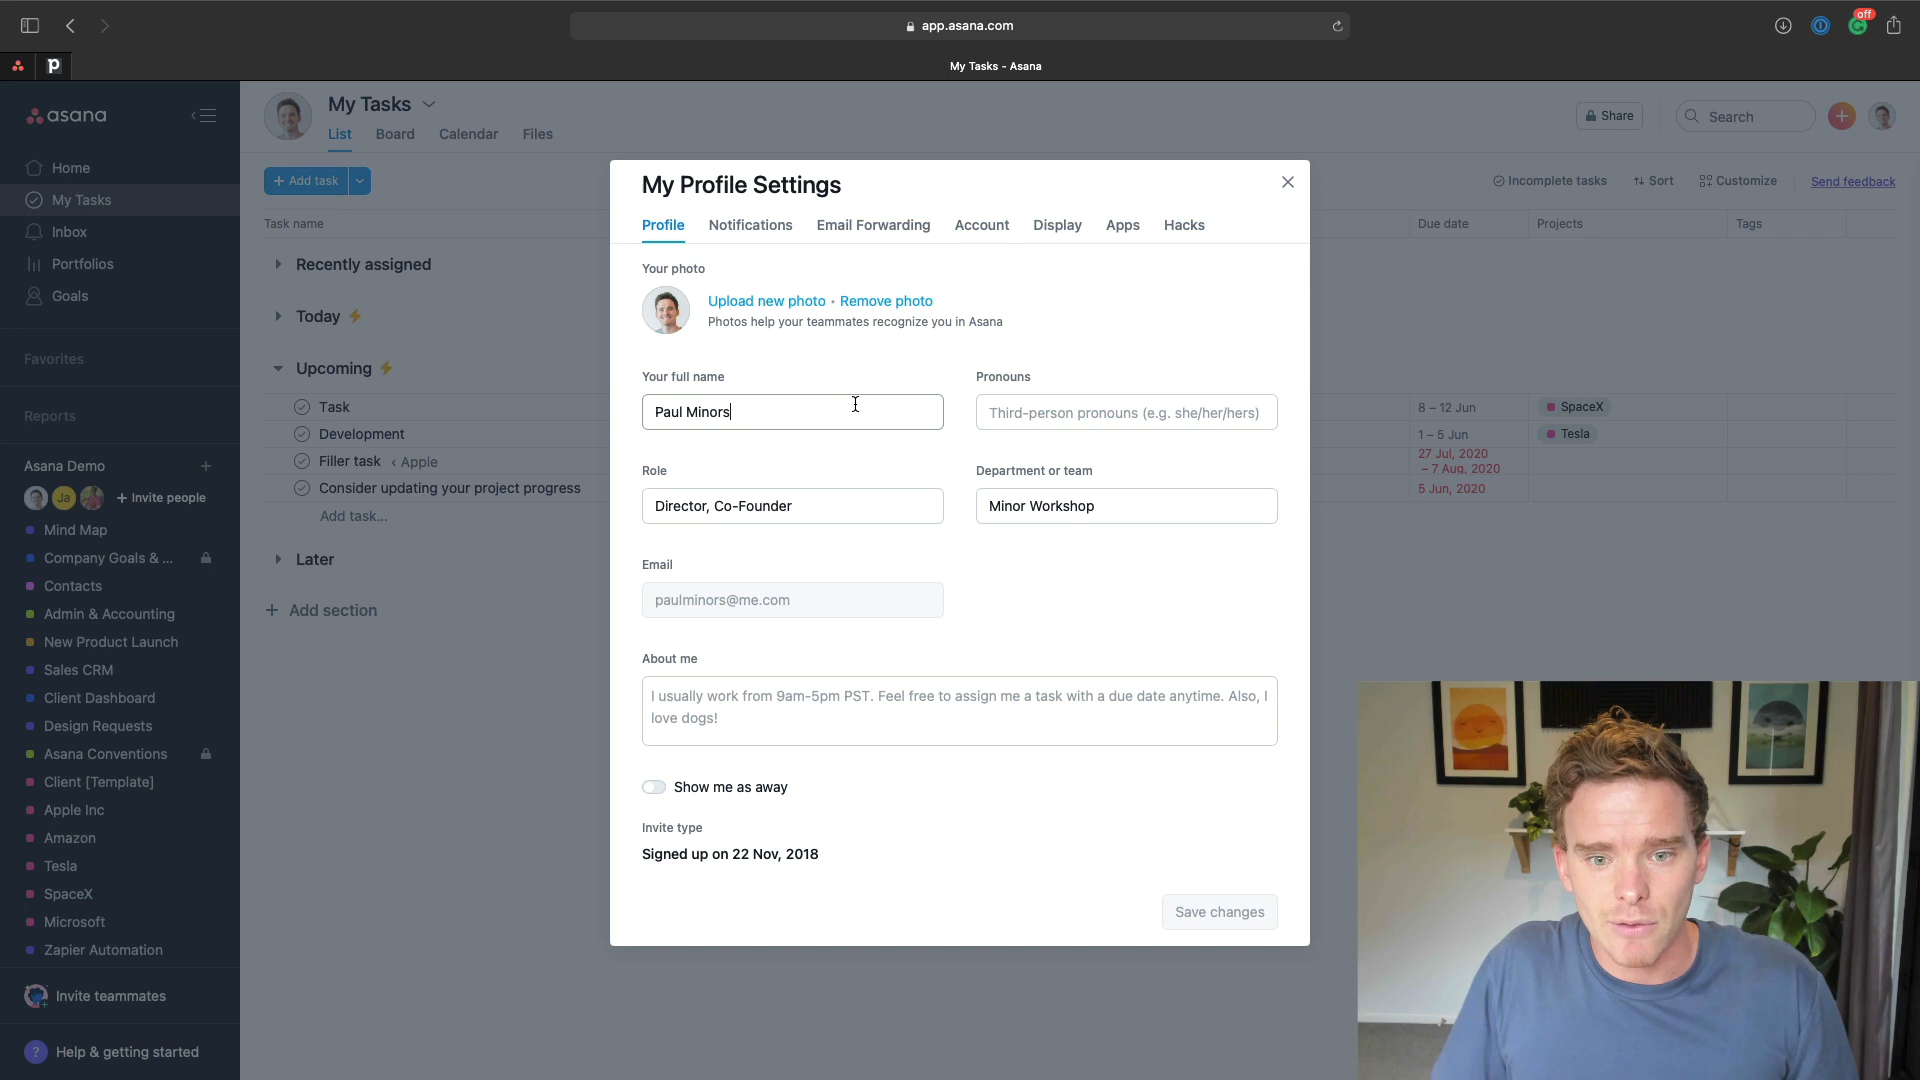 app.asana.com
off
p
My Tasks - Asana
asana
Home
My Tasks
Inbox
Portfolios
Goals
Favorites
Reports
Asana Demo
Ja
+ Invite people
Mind Map
Company Goals & ...
Contacts
Admin & Accounting
New Product Launch
Sales CRM
Client Dashboard
Design Requests
Asana Conventions
Client [Template]
Apple Inc
Amazon
Tesla
SpaceX
Microsoft
Zapier Automation
Invite teammates
? Help & getting started
My Tasks
List Board Calendar Files
Share
Search
+ Add task
Incomplete tasks
Sort
Customize
Send feedback
Task name
Due date
Projects
Tags
Recently assigned
Today
Upcoming
Task
8 – 12 Jun
SpaceX
Development
1 – 5 Jun
Tesla
Filler task ‹ Apple
27 Jul, 2020
– 7 Aug, 2020
Consider updating your project progress
5 Jun, 2020
Add task...
Later
+ Add section
My Profile Settings
Profile Notifications Email Forwarding Account Display Apps Hacks
Your photo
Upload new photo • Remove photo
Photos help your teammates recognize you in Asana
Your full name
Pronouns
Paul Minors
Third-person pronouns (e.g. she/her/hers)
Role
Department or team
Director, Co-Founder
Minor Workshop
Email
paulminors@me.com
About me
I usually work from 9am-5pm PST. Feel free to assign me a task with a due date anytime. Also, I
love dogs!
Show me as away
Invite type
Signed up on 22 Nov, 2018
Save changes